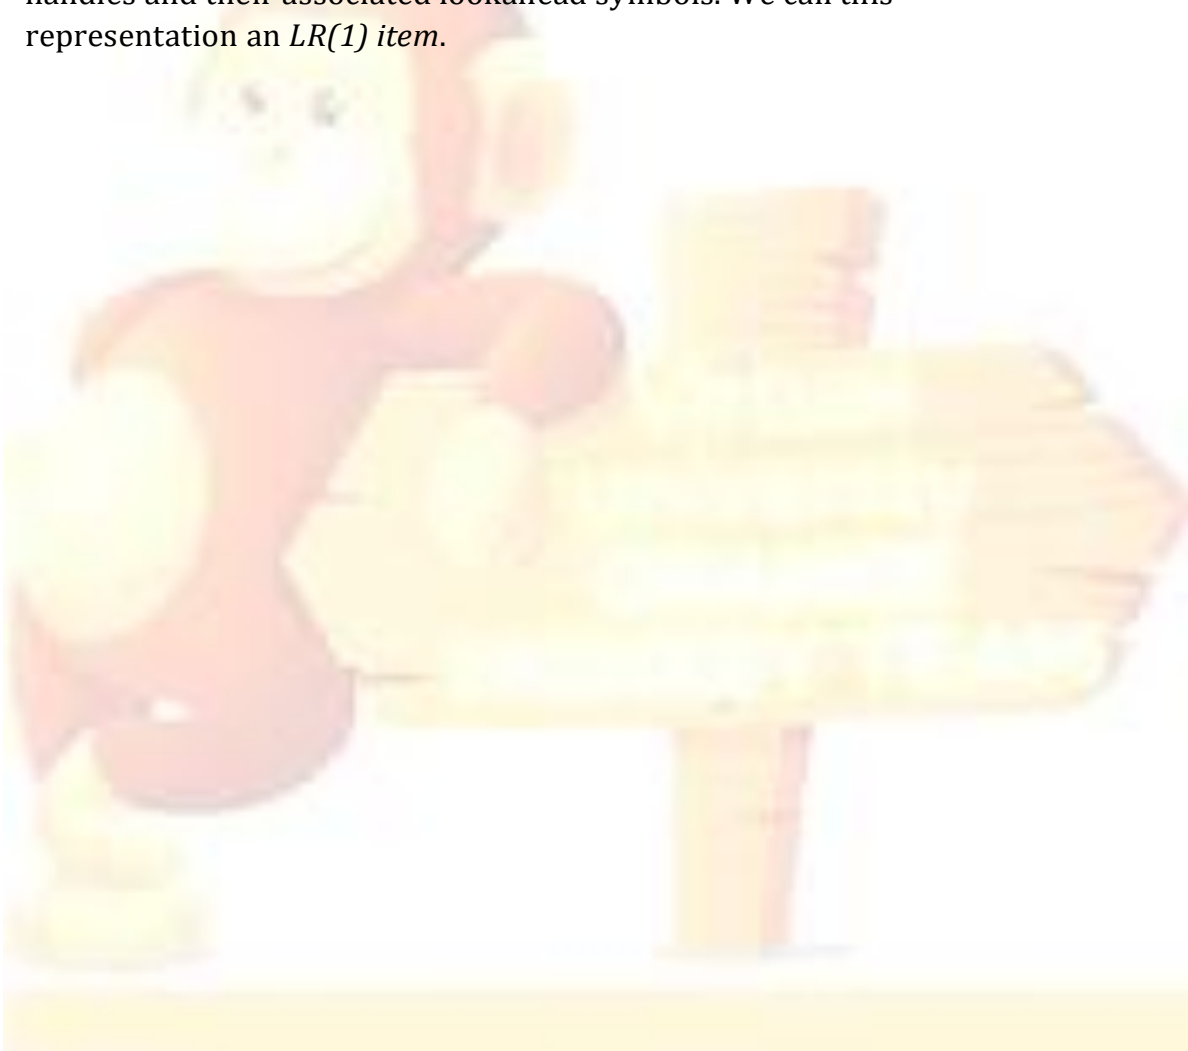 handles and their associated lookahead symbols. We call this
representation an LR(1) item.